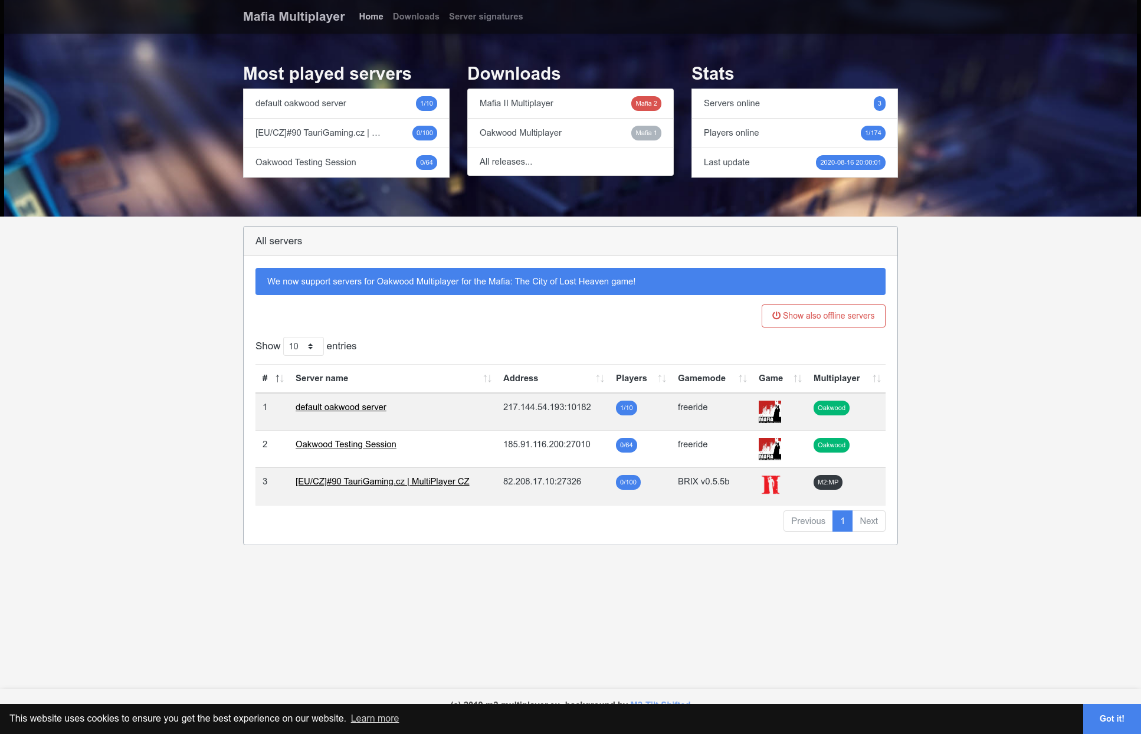 Mafia Multiplayer Home Downloads Server signatures
Most played servers
default oakwood server 1/10
[EU/CZ]#90 TauriGaming.cz | ... 0/100
Oakwood Testing Session 0/64
Downloads
Mafia II Multiplayer Mafia 2
Oakwood Multiplayer Mafia 1
All releases...
Stats
Servers online 3
Players online 1/174
Last update 2020-08-16 20:00:01
All servers
We now support servers for Oakwood Multiplayer for the Mafia: The City of Lost Heaven game!
Show also offline servers
Show 10 entries
# Server name Address Players Gamemode Game Multiplayer
1 default oakwood server 217.144.54.193:10182 1/10 freeride MAFIA Oakwood
2 Oakwood Testing Session 185.91.116.200:27010 0/64 freeride MAFIA Oakwood
3 [EU/CZ]#90 TauriGaming.cz | MultiPlayer CZ 82.208.17.10:27326 0/100 BRIX v0.5.5b II M2:MP
Previous 1 Next
This website uses cookies to ensure you get the best experience on our website. Learn more Got it!